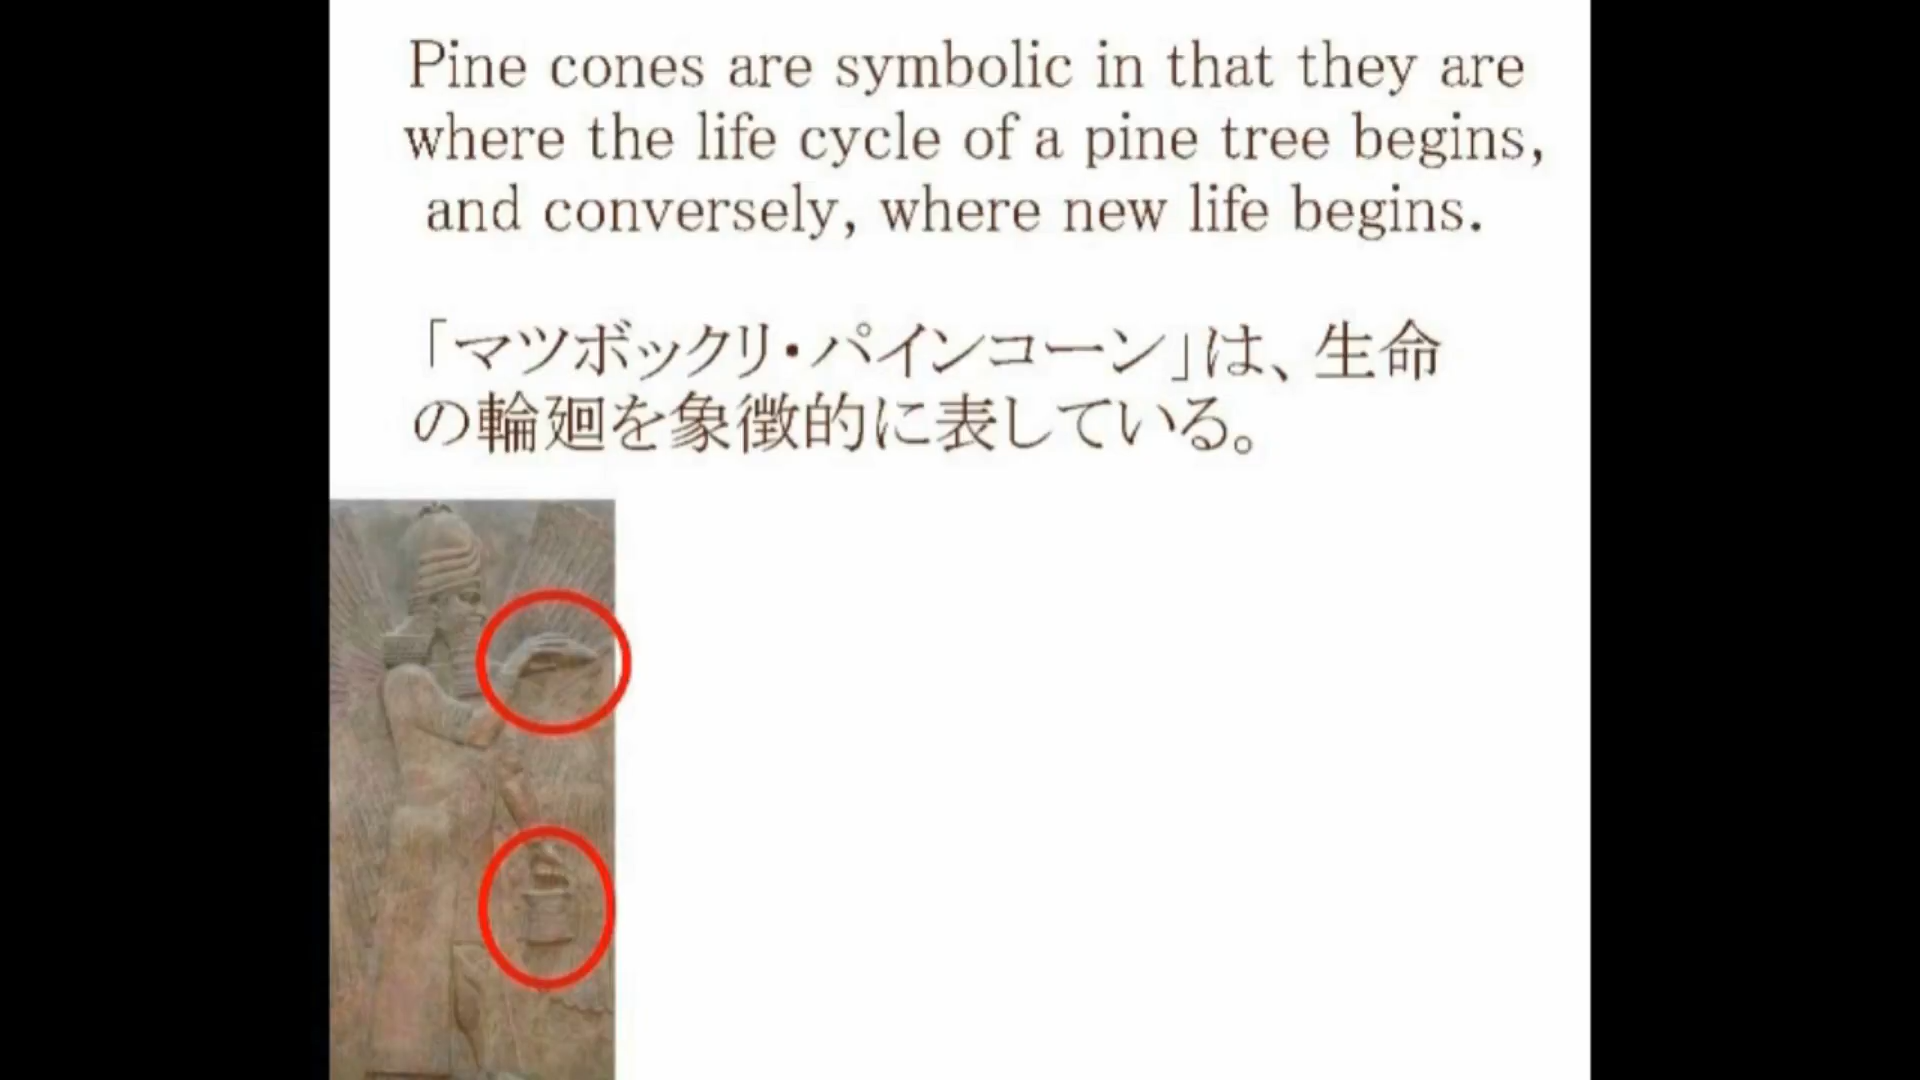 Pine cones are symbolic in that they are
where the life cycle of a pine tree begins,
and conversely, where new life begins.
「マツボックリ・パインコーン」は、生命
の輪廻を象徴的に表している。